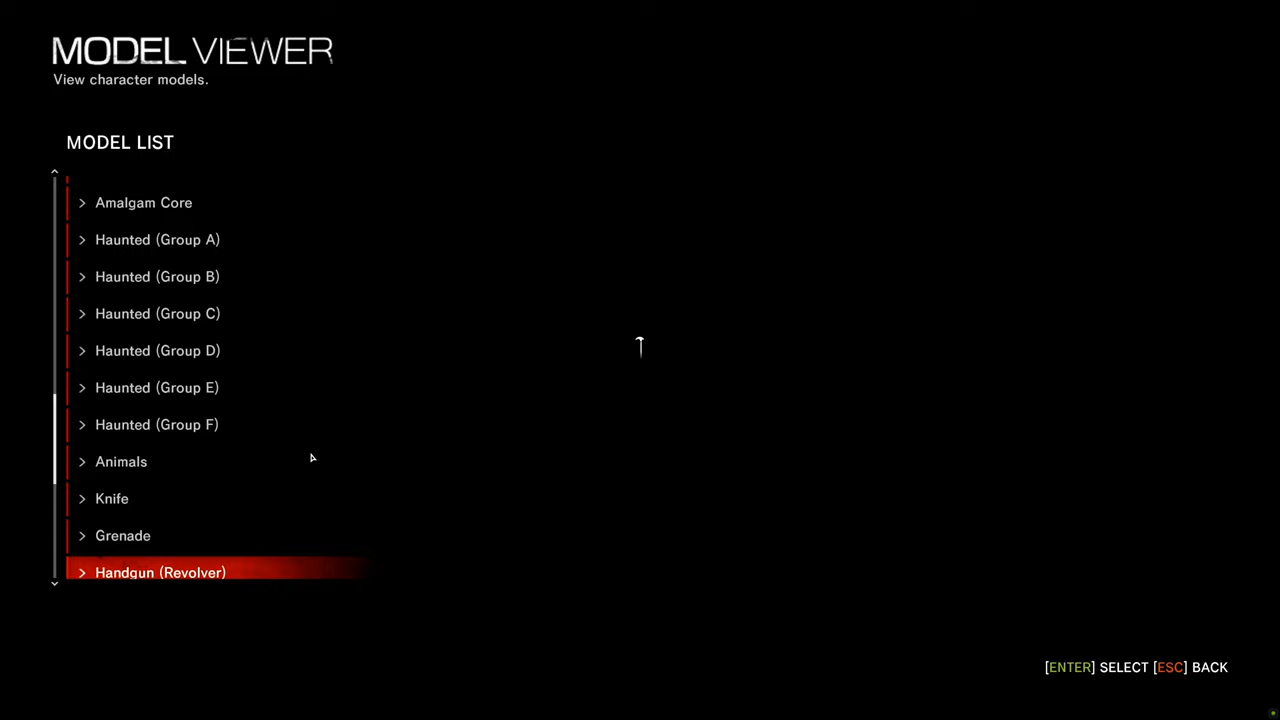 MODEL VIEWER
View character models.
MODEL LIST
Amalgam Core
Haunted (Group A)
Haunted (Group B)
Haunted (Group C)
Haunted (Group D)
Haunted (Group E)
Haunted (Group F)
Animals
Knife
Grenade
Handgun (Revolver)
[ENTER] SELECT [ESC] BACK